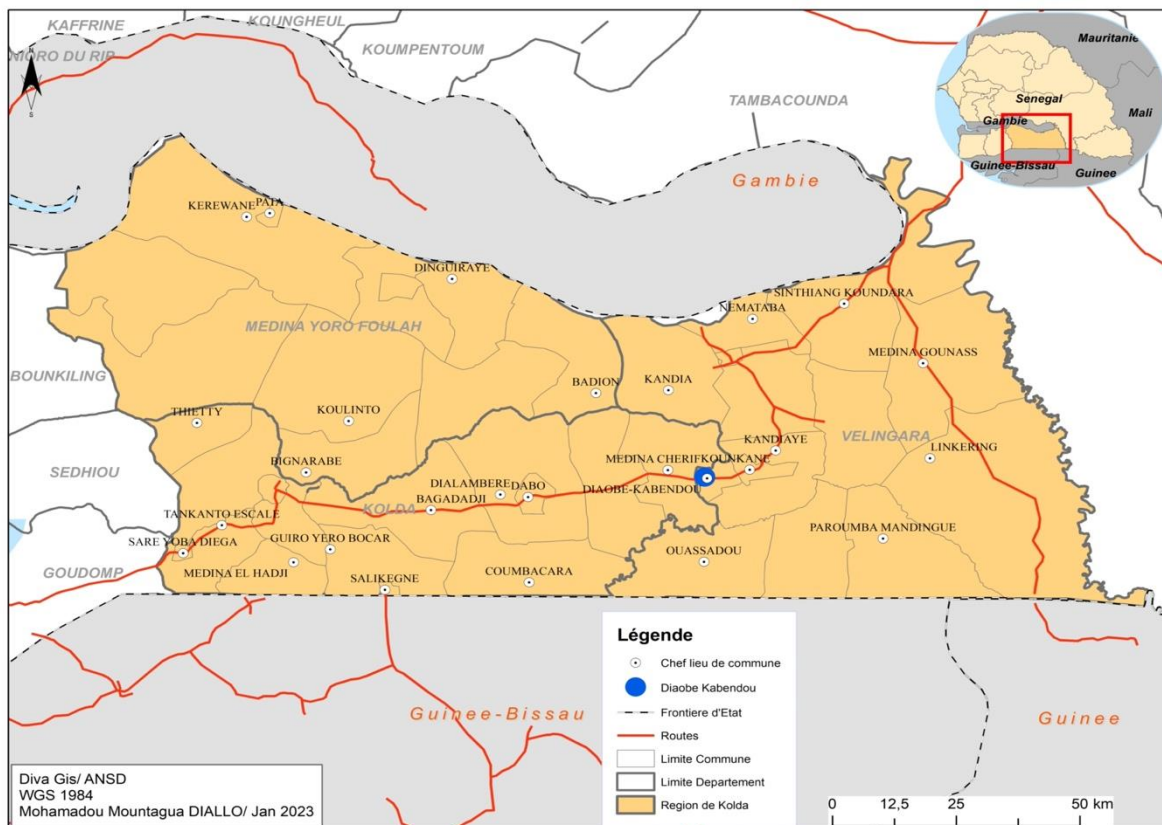 KAFFRINE
KOUNGHEUL
NIORO DU RIP
KOUMPENTOUM
N
S
TAMBACOUNDA
Mauritanie
Senegal
Mali
Gambie
Guinee-Bissau
Guinee
Gambie
KEREWANE
PATA
DINGUIRAYE
SINTHIANG KOUNDARA
NEMATABA
MEDINA YORO FOULAH
MEDINA GOUNASS
BOUNKILING
BADION
KANDIA
THIETTY
KOULINTO
VELINGARA
KANDIAYE
LINKERING
SEDHIOU
BIGNARABE
MEDINA CHERIF
KOUNKANE
DIALAMBERE
DABO
DIAOBE-KABENDOU
BAGADADJI
KOLDA
TANKANTO ESCALE
PAROUMBA MANDINGUE
SARE YOBA DIEGA
GUIRO YERO BOCAR
OUASSADOU
GOUDOMP
MEDINA EL HADJI
SALIKEGNE
COUMBACARA
Guinee-Bissau
Guinee
Légende
Chef lieu de commune
Diaobe Kabendou
Frontiere d'Etat
Routes
Limite Commune
Limite Departement
Region de Kolda
Diva Gis/ ANSD
WGS 1984
Mohamadou Mountagua DIALLO/ Jan 2023
0 12,5 25 50 km